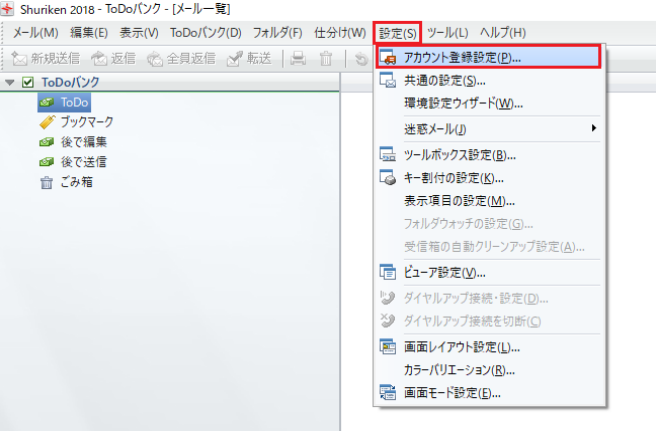 Shuriken 2018 - ToDoバンク - [メール一覧]
メール(M) 編集(E) 表示(V) ToDoバンク(D) フォルダ(F) 仕分け(W) 設定(S) ツール(L) ヘルプ(H)
新規送信 返信 全員返信 転送
ToDoバンク
ToDo
ブックマーク
後で編集
後で送信
ごみ箱
アカウント登録設定(P)...
共通の設定(S)...
環境設定ウィザード(W)...
迷惑メール(J)
ツールボックス設定(B)...
キー割付の設定(K)...
表示項目の設定(M)...
フォルダウォッチの設定(G)...
受信箱の自動クリーンアップ設定(A)...
ビューア設定(V)...
ダイヤルアップ接続・設定(D)...
ダイヤルアップ接続を切断(C)
画面レイアウト設定(L)...
カラーバリエーション(R)...
画面モード設定(E)...